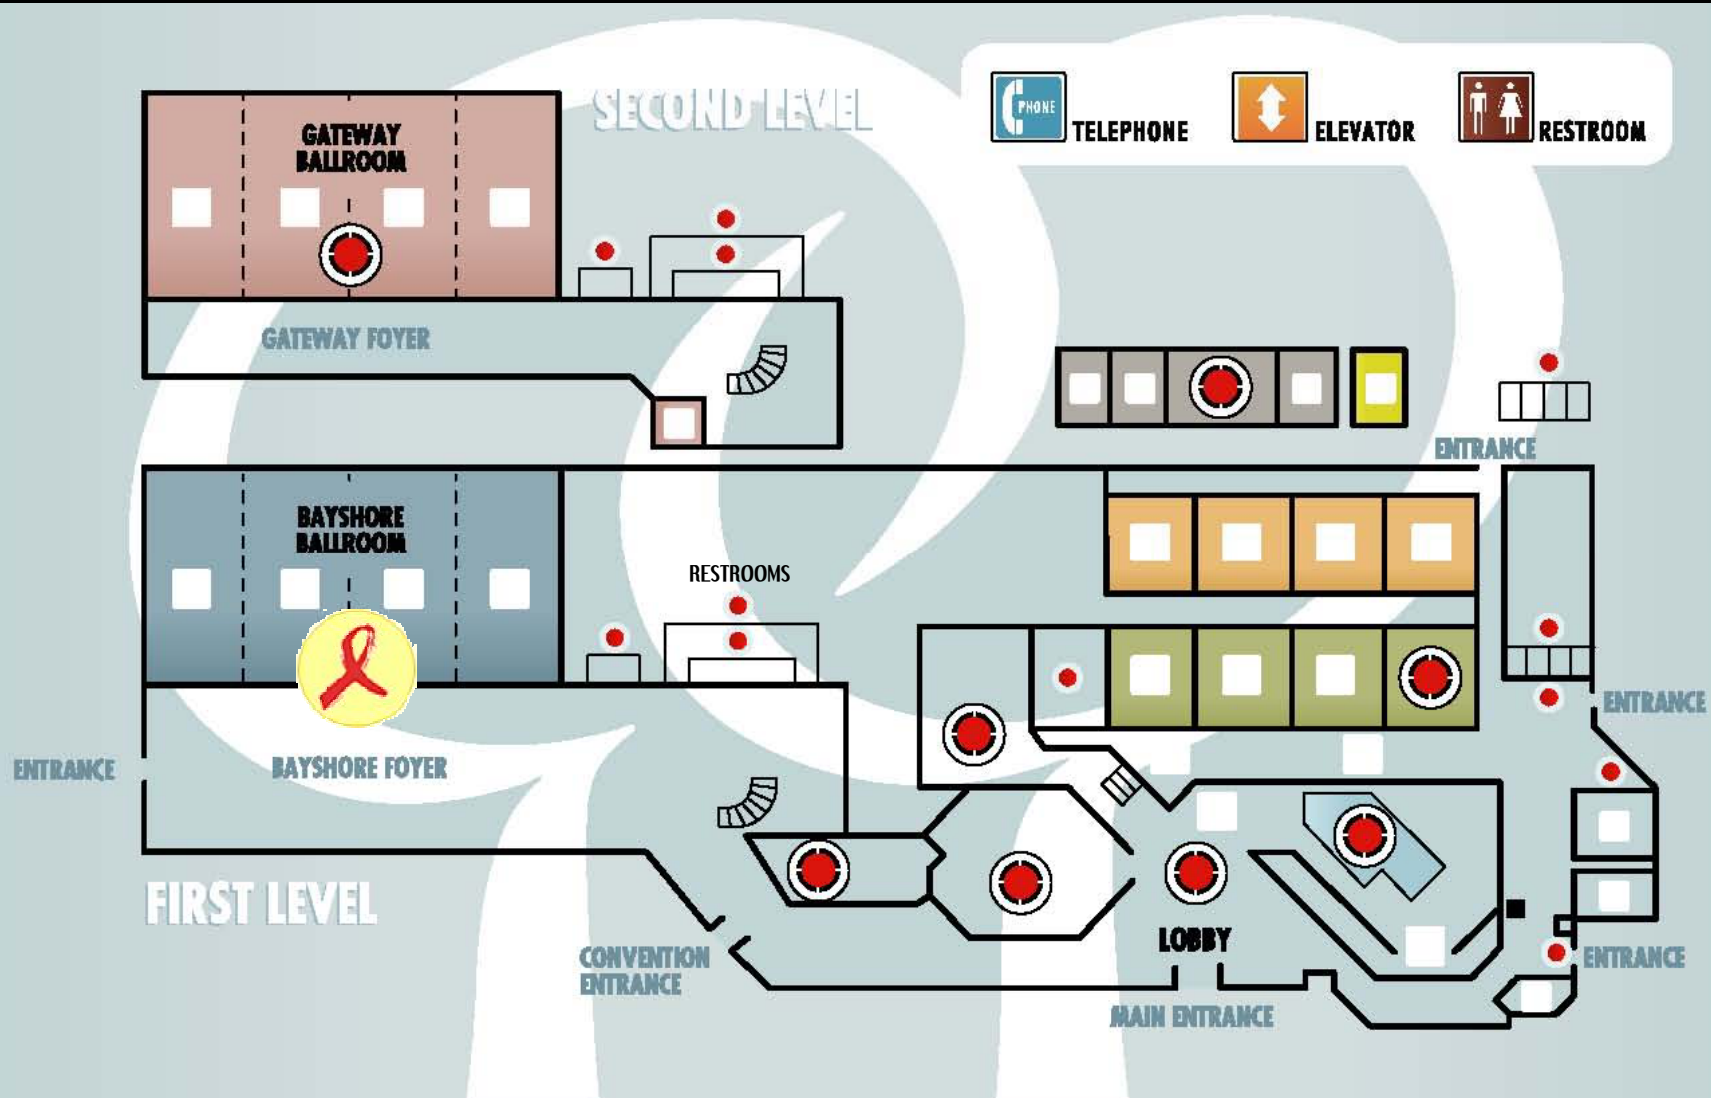 SECOND LEVEL
PHONE
TELEPHONE
ELEVATOR
RESTROOM
GATEWAY
BALLROOM
GATEWAY FOYER
ENTRANCE
BAYSHORE
BALLROOM
RESTROOMS
ENTRANCE
ENTRANCE
BAYSHORE FOYER
FIRST LEVEL
CONVENTION
ENTRANCE
LOBBY
ENTRANCE
MAIN ENTRANCE